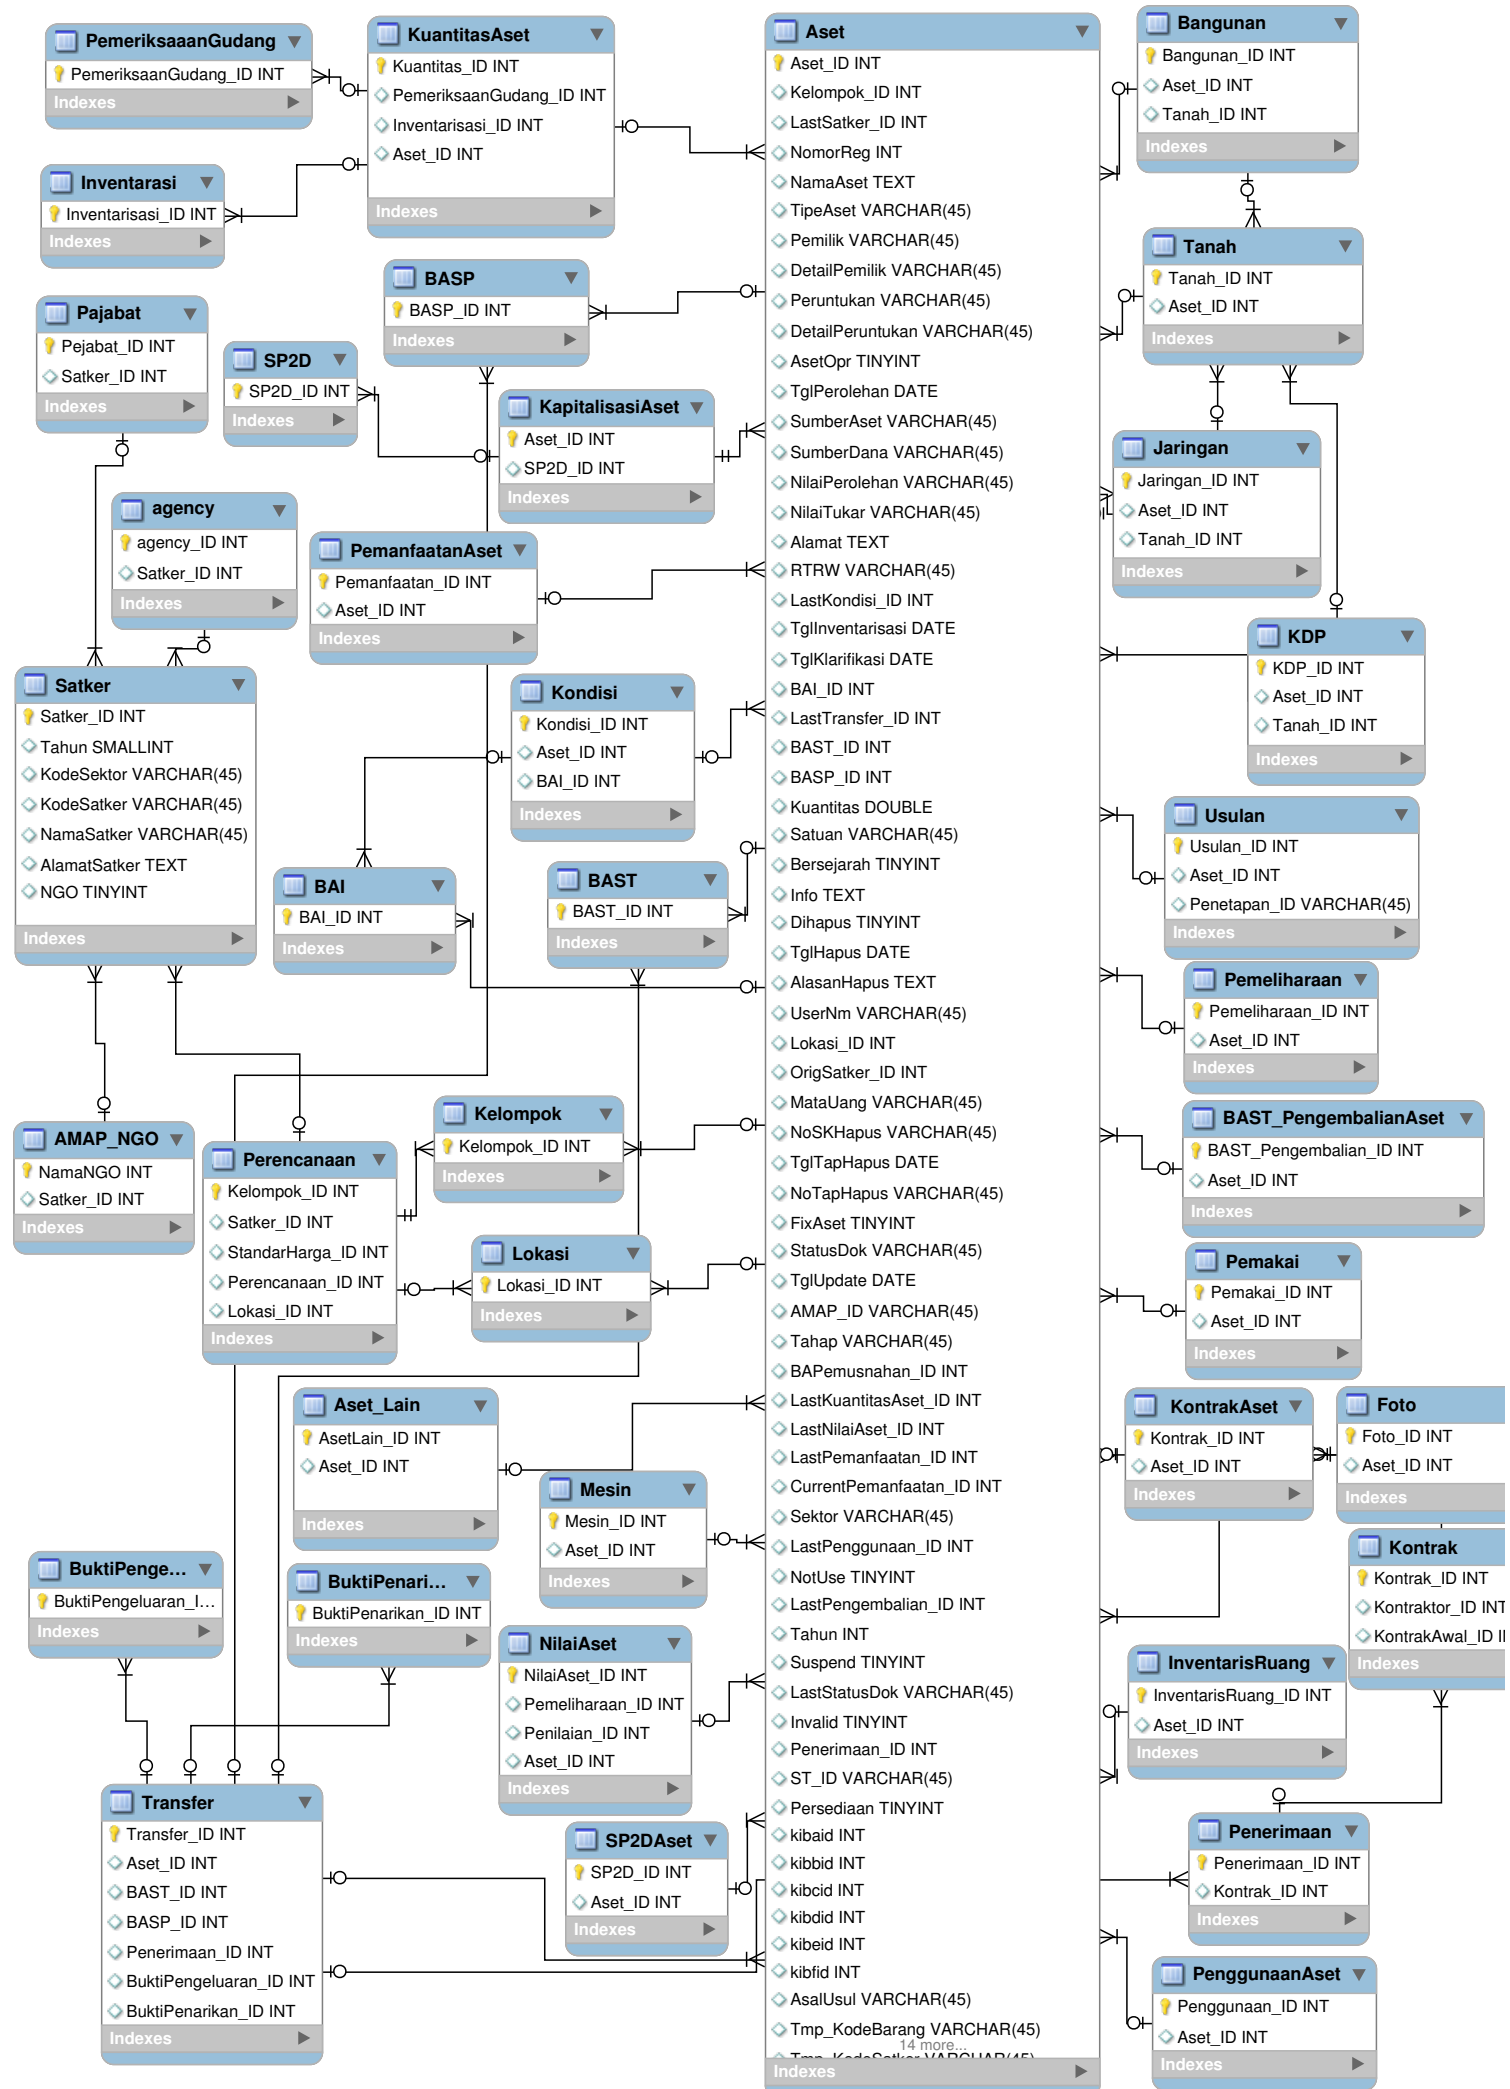 PemeriksaaanGudang
PemeriksaanGudang_ID INT
Indexes
KuantitasAset
Kuantitas_ID INT
PemeriksaanGudang_ID INT
Inventarisasi_ID INT
Aset_ID INT
Indexes
Inventarasi
Inventarisasi_ID INT
Indexes
BASP
BASP_ID INT
Indexes
Pajabat
Pejabat_ID INT
Satker_ID INT
Indexes
SP2D
SP2D_ID INT
Indexes
KapitalisasiAset
Aset_ID INT
SP2D_ID INT
Indexes
agency
agency_ID INT
Satker_ID INT
Indexes
PemanfaatanAset
Pemanfaatan_ID INT
Aset_ID INT
Indexes
Satker
Satker_ID INT
Tahun SMALLINT
KodeSektor VARCHAR(45)
KodeSatker VARCHAR(45)
NamaSatker VARCHAR(45)
AlamatSatker TEXT
NGO TINYINT
Indexes
Kondisi
Kondisi_ID INT
Aset_ID INT
BAI_ID INT
Indexes
BAI
BAI_ID INT
Indexes
BAST
BAST_ID INT
Indexes
AMAP_NGO
NamaNGO INT
Satker_ID INT
Indexes
Perencanaan
Kelompok_ID INT
Satker_ID INT
StandarHarga_ID INT
Perencanaan_ID INT
Lokasi_ID INT
Indexes
Kelompok
Kelompok_ID INT
Indexes
Lokasi
Lokasi_ID INT
Indexes
Aset_Lain
AsetLain_ID INT
Aset_ID INT
Indexes
Mesin
Mesin_ID INT
Aset_ID INT
Indexes
BuktiPenge...
BuktiPengeluaran_I...
Indexes
BuktiPenari...
BuktiPenarikan_ID INT
Indexes
NilaiAset
NilaiAset_ID INT
Pemeliharaan_ID INT
Penilaian_ID INT
Aset_ID INT
Indexes
Transfer
Transfer_ID INT
Aset_ID INT
BAST_ID INT
BASP_ID INT
Penerimaan_ID INT
BuktiPengeluaran_ID INT
BuktiPenarikan_ID INT
Indexes
SP2DAset
SP2D_ID INT
Aset_ID INT
Indexes
Aset
Aset_ID INT
Kelompok_ID INT
LastSatker_ID INT
NomorReg INT
NamaAset TEXT
TipeAset VARCHAR(45)
Pemilik VARCHAR(45)
DetailPemilik VARCHAR(45)
Peruntukan VARCHAR(45)
DetailPeruntukan VARCHAR(45)
AsetOpr TINYINT
TglPerolehan DATE
SumberAset VARCHAR(45)
SumberDana VARCHAR(45)
NilaiPerolehan VARCHAR(45)
NilaiTukar VARCHAR(45)
Alamat TEXT
RTRW VARCHAR(45)
LastKondisi_ID INT
TglInventarisasi DATE
TglKlarifikasi DATE
BAI_ID INT
LastTransfer_ID INT
BAST_ID INT
BASP_ID INT
Kuantitas DOUBLE
Satuan VARCHAR(45)
Bersejarah TINYINT
Info TEXT
Dihapus TINYINT
TglHapus DATE
AlasanHapus TEXT
UserNm VARCHAR(45)
Lokasi_ID INT
OrigSatker_ID INT
MataUang VARCHAR(45)
NoSKHapus VARCHAR(45)
TglTapHapus DATE
NoTapHapus VARCHAR(45)
FixAset TINYINT
StatusDok VARCHAR(45)
TglUpdate DATE
AMAP_ID VARCHAR(45)
Tahap VARCHAR(45)
BAPemusnahan_ID INT
LastKuantitasAset_ID INT
LastNilaiAset_ID INT
LastPemanfaatan_ID INT
CurrentPemanfaatan_ID INT
Sektor VARCHAR(45)
LastPenggunaan_ID INT
NotUse TINYINT
LastPengembalian_ID INT
Tahun INT
Suspend TINYINT
LastStatusDok VARCHAR(45)
Invalid TINYINT
Penerimaan_ID INT
ST_ID VARCHAR(45)
Persediaan TINYINT
kibaid INT
kibbid INT
kibcid INT
kibdid INT
kibeid INT
kibfid INT
AsalUsul VARCHAR(45)
Tmp_KodeBarang VARCHAR(45)
14 more...
Tmp_KodeSatker VARCHAR(45)
Indexes
Bangunan
Bangunan_ID INT
Aset_ID INT
Tanah_ID INT
Indexes
Tanah
Tanah_ID INT
Aset_ID INT
Indexes
Jaringan
Jaringan_ID INT
Aset_ID INT
Tanah_ID INT
Indexes
KDP
KDP_ID INT
Aset_ID INT
Tanah_ID INT
Indexes
Usulan
Usulan_ID INT
Aset_ID INT
Penetapan_ID VARCHAR(45)
Indexes
Pemeliharaan
Pemeliharaan_ID INT
Aset_ID INT
Indexes
BAST_PengembalianAset
BAST_Pengembalian_ID INT
Aset_ID INT
Indexes
Pemakai
Pemakai_ID INT
Aset_ID INT
Indexes
KontrakAset
Kontrak_ID INT
Aset_ID INT
Indexes
Foto
Foto_ID INT
Aset_ID INT
Indexes
Kontrak
Kontrak_ID INT
Kontraktor_ID INT
KontrakAwal_ID
Indexes
InventarisRuang
InventarisRuang_ID INT
Aset_ID INT
Indexes
Penerimaan
Penerimaan_ID INT
Kontrak_ID INT
Indexes
PenggunaanAset
Penggunaan_ID INT
Aset_ID INT
Indexes